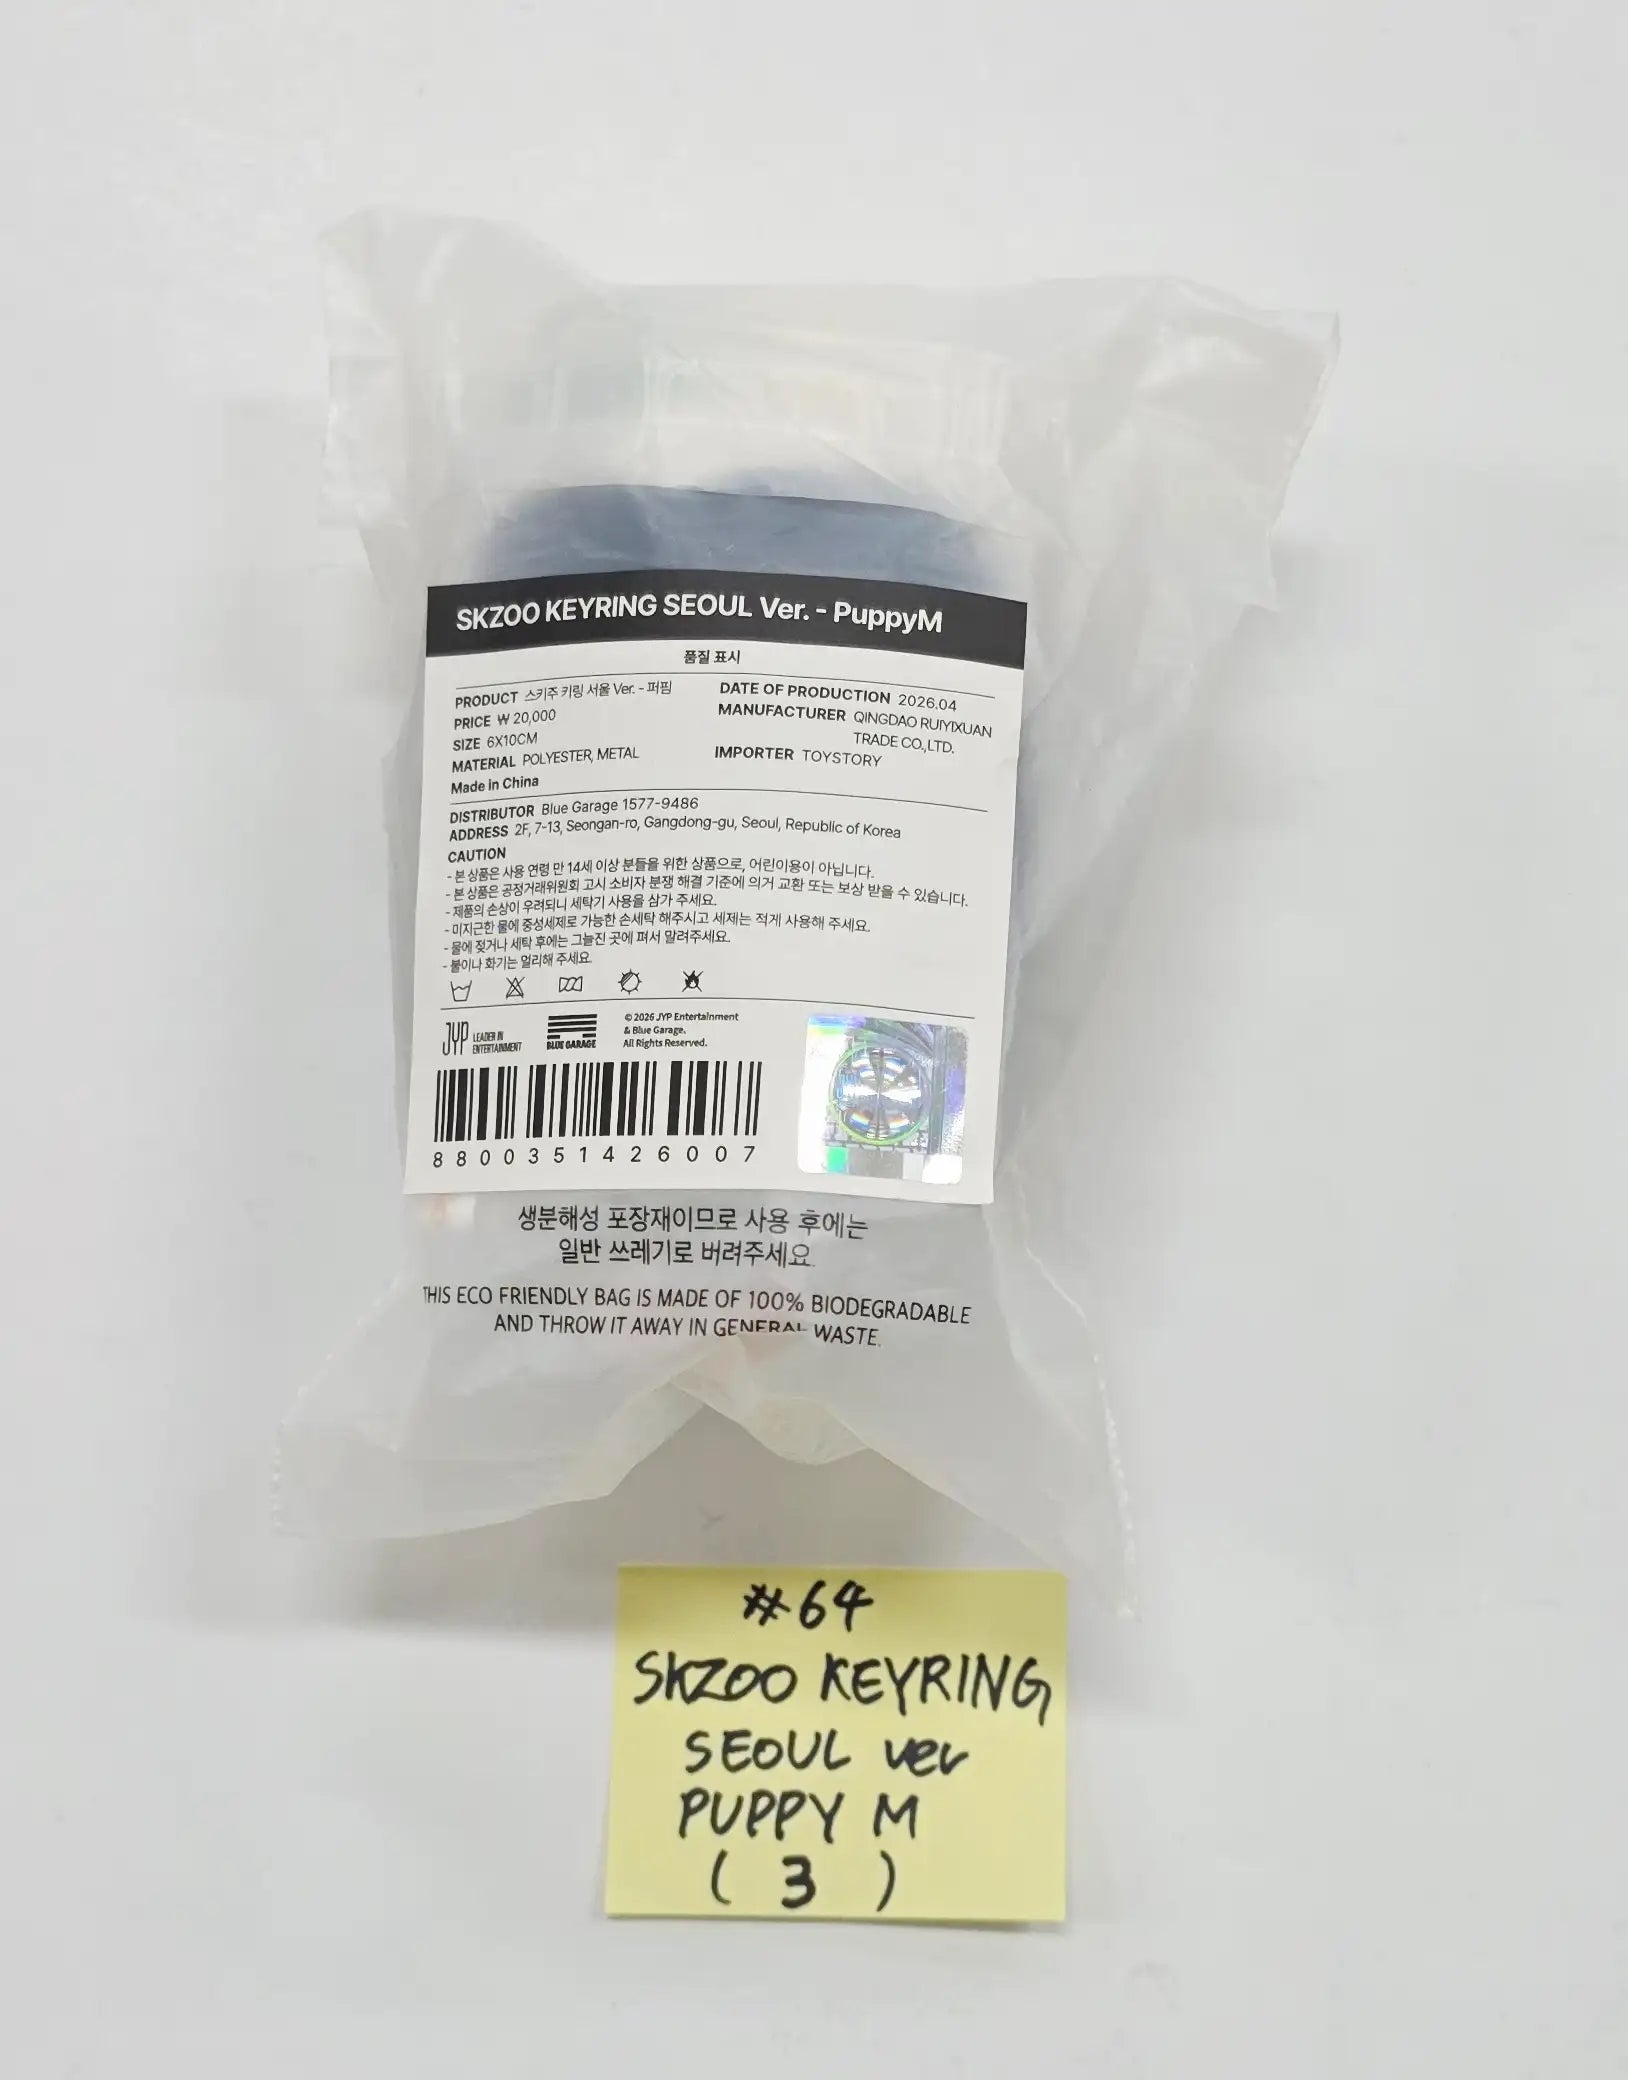 SKZOO KEYRING SEOUL Ver. - PuppyM
품질 표시
PRODUCT 스키주 키링 서울 Ver. - 퍼핌
PRICE ₩ 20,000
SIZE 6X10CM
MATERIAL POLYESTER, METAL
Made in China
DATE OF PRODUCTION 2026.04
MANUFACTURER QINGDAO RUIYIXUAN
TRADE CO.,LTD.
IMPORTER TOYSTORY
DISTRIBUTOR Blue Garage 1577-9486
ADDRESS 2F, 7-13, Seongan-ro, Gangdong-gu, Seoul, Republic of Korea
CAUTION
- 본 상품은 사용 연령 만 14세 이상 분들을 위한 상품으로, 어린이용이 아닙니다.
- 본 상품은 공정거래위원회 고시 소비자 분쟁 해결 기준에 의거 교환 또는 보상 받을 수 있습니다.
- 제품의 손상이 우려되니 세탁기 사용을 삼가 주세요.
- 미지근한 물에 중성세제로 가능한 손세탁 해주시고 세제는 적게 사용해 주세요.
- 물에 젖거나 세탁 후에는 그늘진 곳에 펴서 말려주세요.
- 불이나 화기는 멀리해 주세요.
JYP LEADER IN
ENTERTAINMENT
BLUE GARAGE
© 2026 JYP Entertainment
& Blue Garage.
All Rights Reserved.
8800351426007
생분해성 포장재이므로 사용 후에는
일반 쓰레기로 버려주세요.
THIS ECO FRIENDLY BAG IS MADE OF 100% BIODEGRADABLE
AND THROW IT AWAY IN GENERAL WASTE.
#64
SKZOO KEYRING
SEOUL ver
PUPPY M
( 3 )